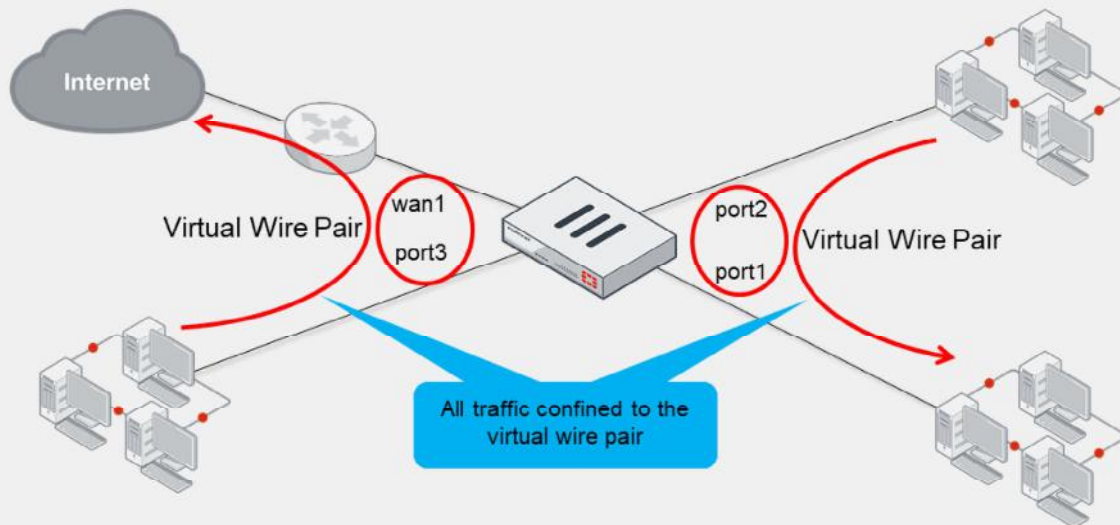 Internet
Virtual Wire Pair
wan1
port3
port2
port1
Virtual Wire Pair
All traffic confined to the
virtual wire pair